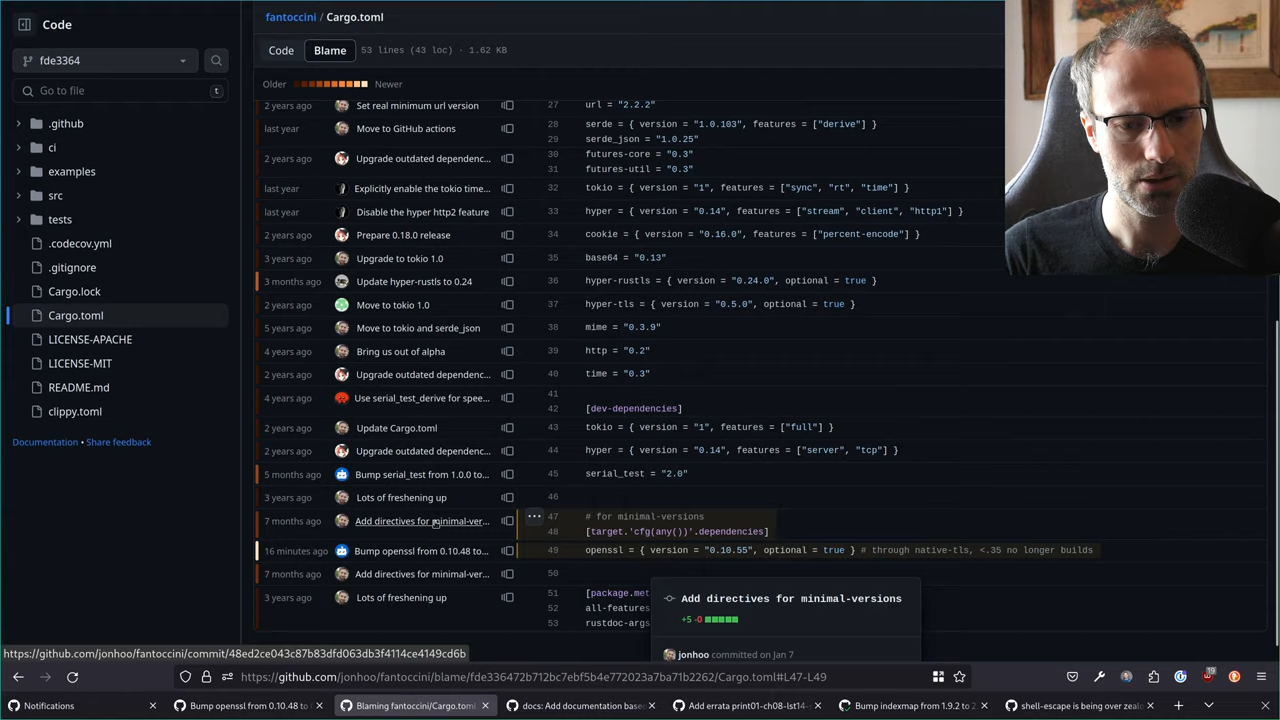 Code
fantoccini / Cargo.toml
fde3364
Code Blame 53 lines (43 loc) · 1.62 KB
Go to file t
Older Newer
.github
ci
examples
src
tests
.codecov.yml
.gitignore
Cargo.lock
Cargo.toml
LICENSE-APACHE
LICENSE-MIT
README.md
clippy.toml
Documentation • Share feedback
2 years ago Set real minimum url version 27 url = "2.2.2"
last year Move to GitHub actions 28 serde = { version = "1.0.103", features = ["derive"] }
29 serde_json = "1.0.25"
2 years ago Upgrade outdated dependenc... 30 futures-core = "0.3"
31 futures-util = "0.3"
last year Explicitly enable the tokio time... 32 tokio = { version = "1", features = ["sync", "rt", "time"] }
last year Disable the hyper http2 feature 33 hyper = { version = "0.14", features = ["stream", "client", "http1"] }
2 years ago Prepare 0.18.0 release 34 cookie = { version = "0.16.0", features = ["percent-encode"] }
3 years ago Upgrade to tokio 1.0 35 base64 = "0.13"
3 months ago Update hyper-rustls to 0.24 36 hyper-rustls = { version = "0.24.0", optional = true }
2 years ago Move to tokio 1.0 37 hyper-tls = { version = "0.5.0", optional = true }
5 years ago Move to tokio and serde_json 38 mime = "0.3.9"
4 years ago Bring us out of alpha 39 http = "0.2"
2 years ago Upgrade outdated dependenc... 40 time = "0.3"
4 years ago Use serial_test_derive for spee... 41
42 [dev-dependencies]
2 years ago Update Cargo.toml 43 tokio = { version = "1", features = ["full"] }
2 years ago Upgrade outdated dependenc... 44 hyper = { version = "0.14", features = ["server", "tcp"] }
5 months ago Bump serial_test from 1.0.0 to... 45 serial_test = "2.0"
3 years ago Lots of freshening up 46
7 months ago Add directives for minimal-ver... 47 # for minimal-versions
48 [target.'cfg(any())'.dependencies]
16 minutes ago Bump openssl from 0.10.48 to... 49 openssl = { version = "0.10.55", optional = true } # through native-tls, <.35 no longer builds
7 months ago Add directives for minimal-ver... 50
3 years ago Lots of freshening up 51 [package.met
52 all-features
53 rustdoc-args
Add directives for minimal-versions
+5 -0
jonhoo committed on Jan 7
https://github.com/jonhoo/fantoccini/commit/48ed2ce043c87b83dfd063db3f4114ce4149cd6b
https://github.com/jonhoo/fantoccini/blame/fde336472b712bc7ebf5b4e772023a7ba71b2262/Cargo.toml#L47-L49
19
Notifications
Bump openssl from 0.10.48 to
Blaming fantoccini/Cargo.toml
docs: Add documentation base
Add errata print01-ch08-lst14-
Bump indexmap from 1.9.2 to 2
shell-escape is being over zeal